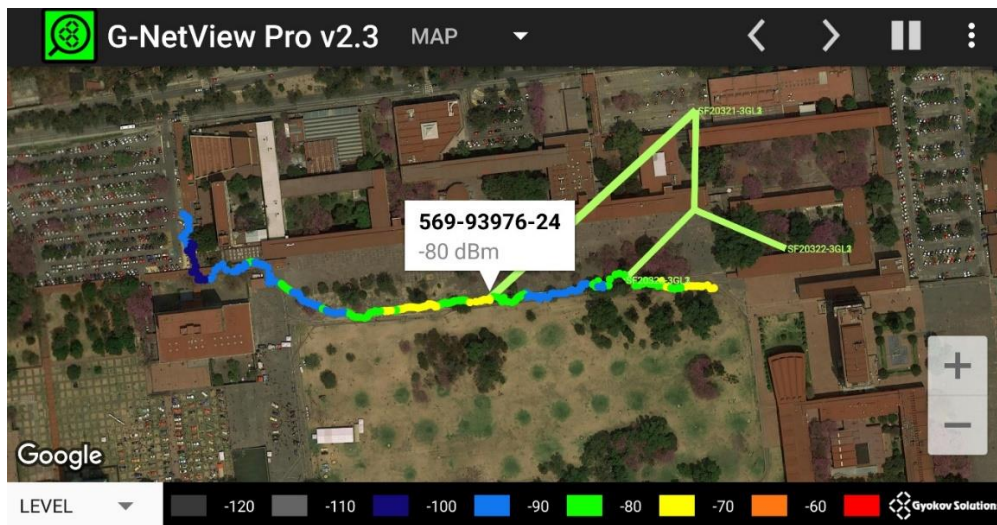 G-NetView Pro v2.3 MAP
SF20321-3GL3
569-93976-24
-80 dBm
SF20322-3GL3
Google
LEVEL -120 -110 -100 -90 -80 -70 -60 Gyokov Solution